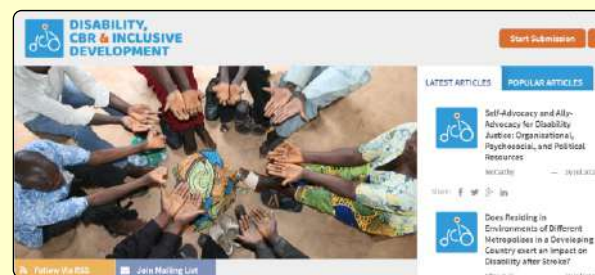 DISABILITY,
CBR & INCLUSIVE
DEVELOPMENT
Start Submission
LATEST ARTICLES
POPULAR ARTICLES
Self-Advocacy and Ally-
Advocacy for Disability
Justice: Organisational,
Psychosocial, and Political
Resources
McCarthy
Share:
Does Residing in
Environments of Different
Metropolises in a Developing
Country exert an Impact on
Disability after Stroke?
Follow Via RSS
Join Mailing List